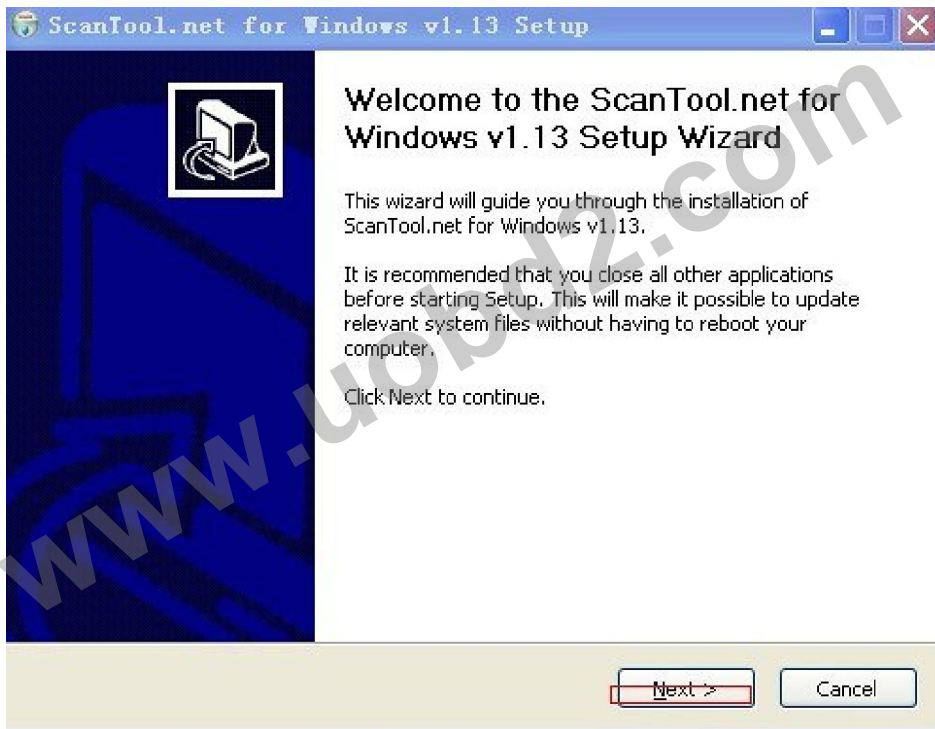 ScanTool.net for Windows v1.13 Setup
Welcome to the ScanTool.net for
Windows v1.13 Setup Wizard
This wizard will guide you through the installation of
ScanTool.net for Windows v1.13.
It is recommended that you close all other applications
before starting Setup. This will make it possible to update
relevant system files without having to reboot your
computer.
Click Next to continue.
www.uobd2.com
Next >
Cancel